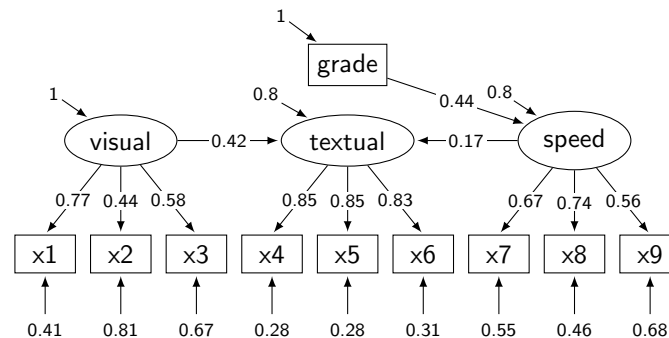 1
grade
0.8 0.44 0.8
1
visual 0.42 textual 0.17 speed
0.77 0.44 0.58 0.85 0.85 0.83 0.67 0.74 0.56
x1 x2 x3 x4 x5 x6 x7 x8 x9
0.41 0.81 0.67 0.28 0.28 0.31 0.55 0.46 0.68